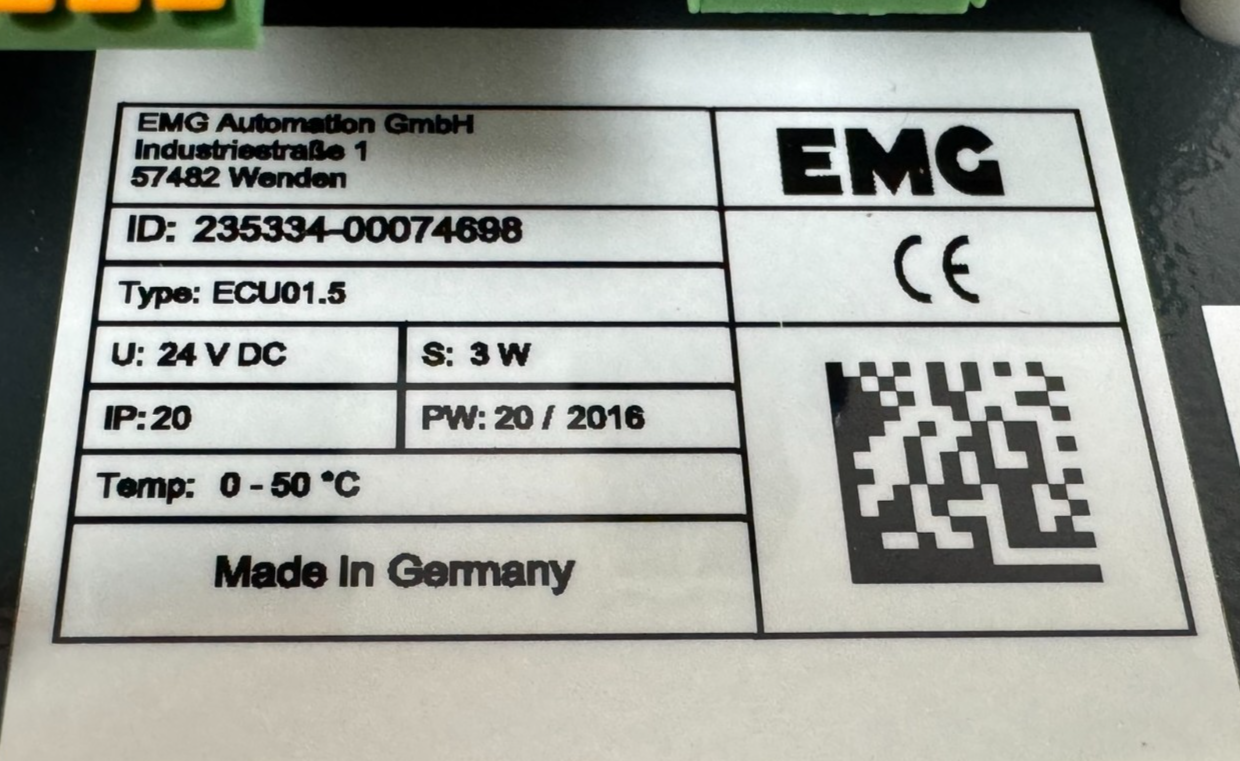 EMG Automation GmbH
Industriestraße 1
57482 Wenden
EMG
ID: 235334-00074698
CE
Type: ECU01.5
U: 24 V DC
S: 3 W
IP: 20
PW: 20 / 2016
Temp: 0 - 50 °C
Made in Germany